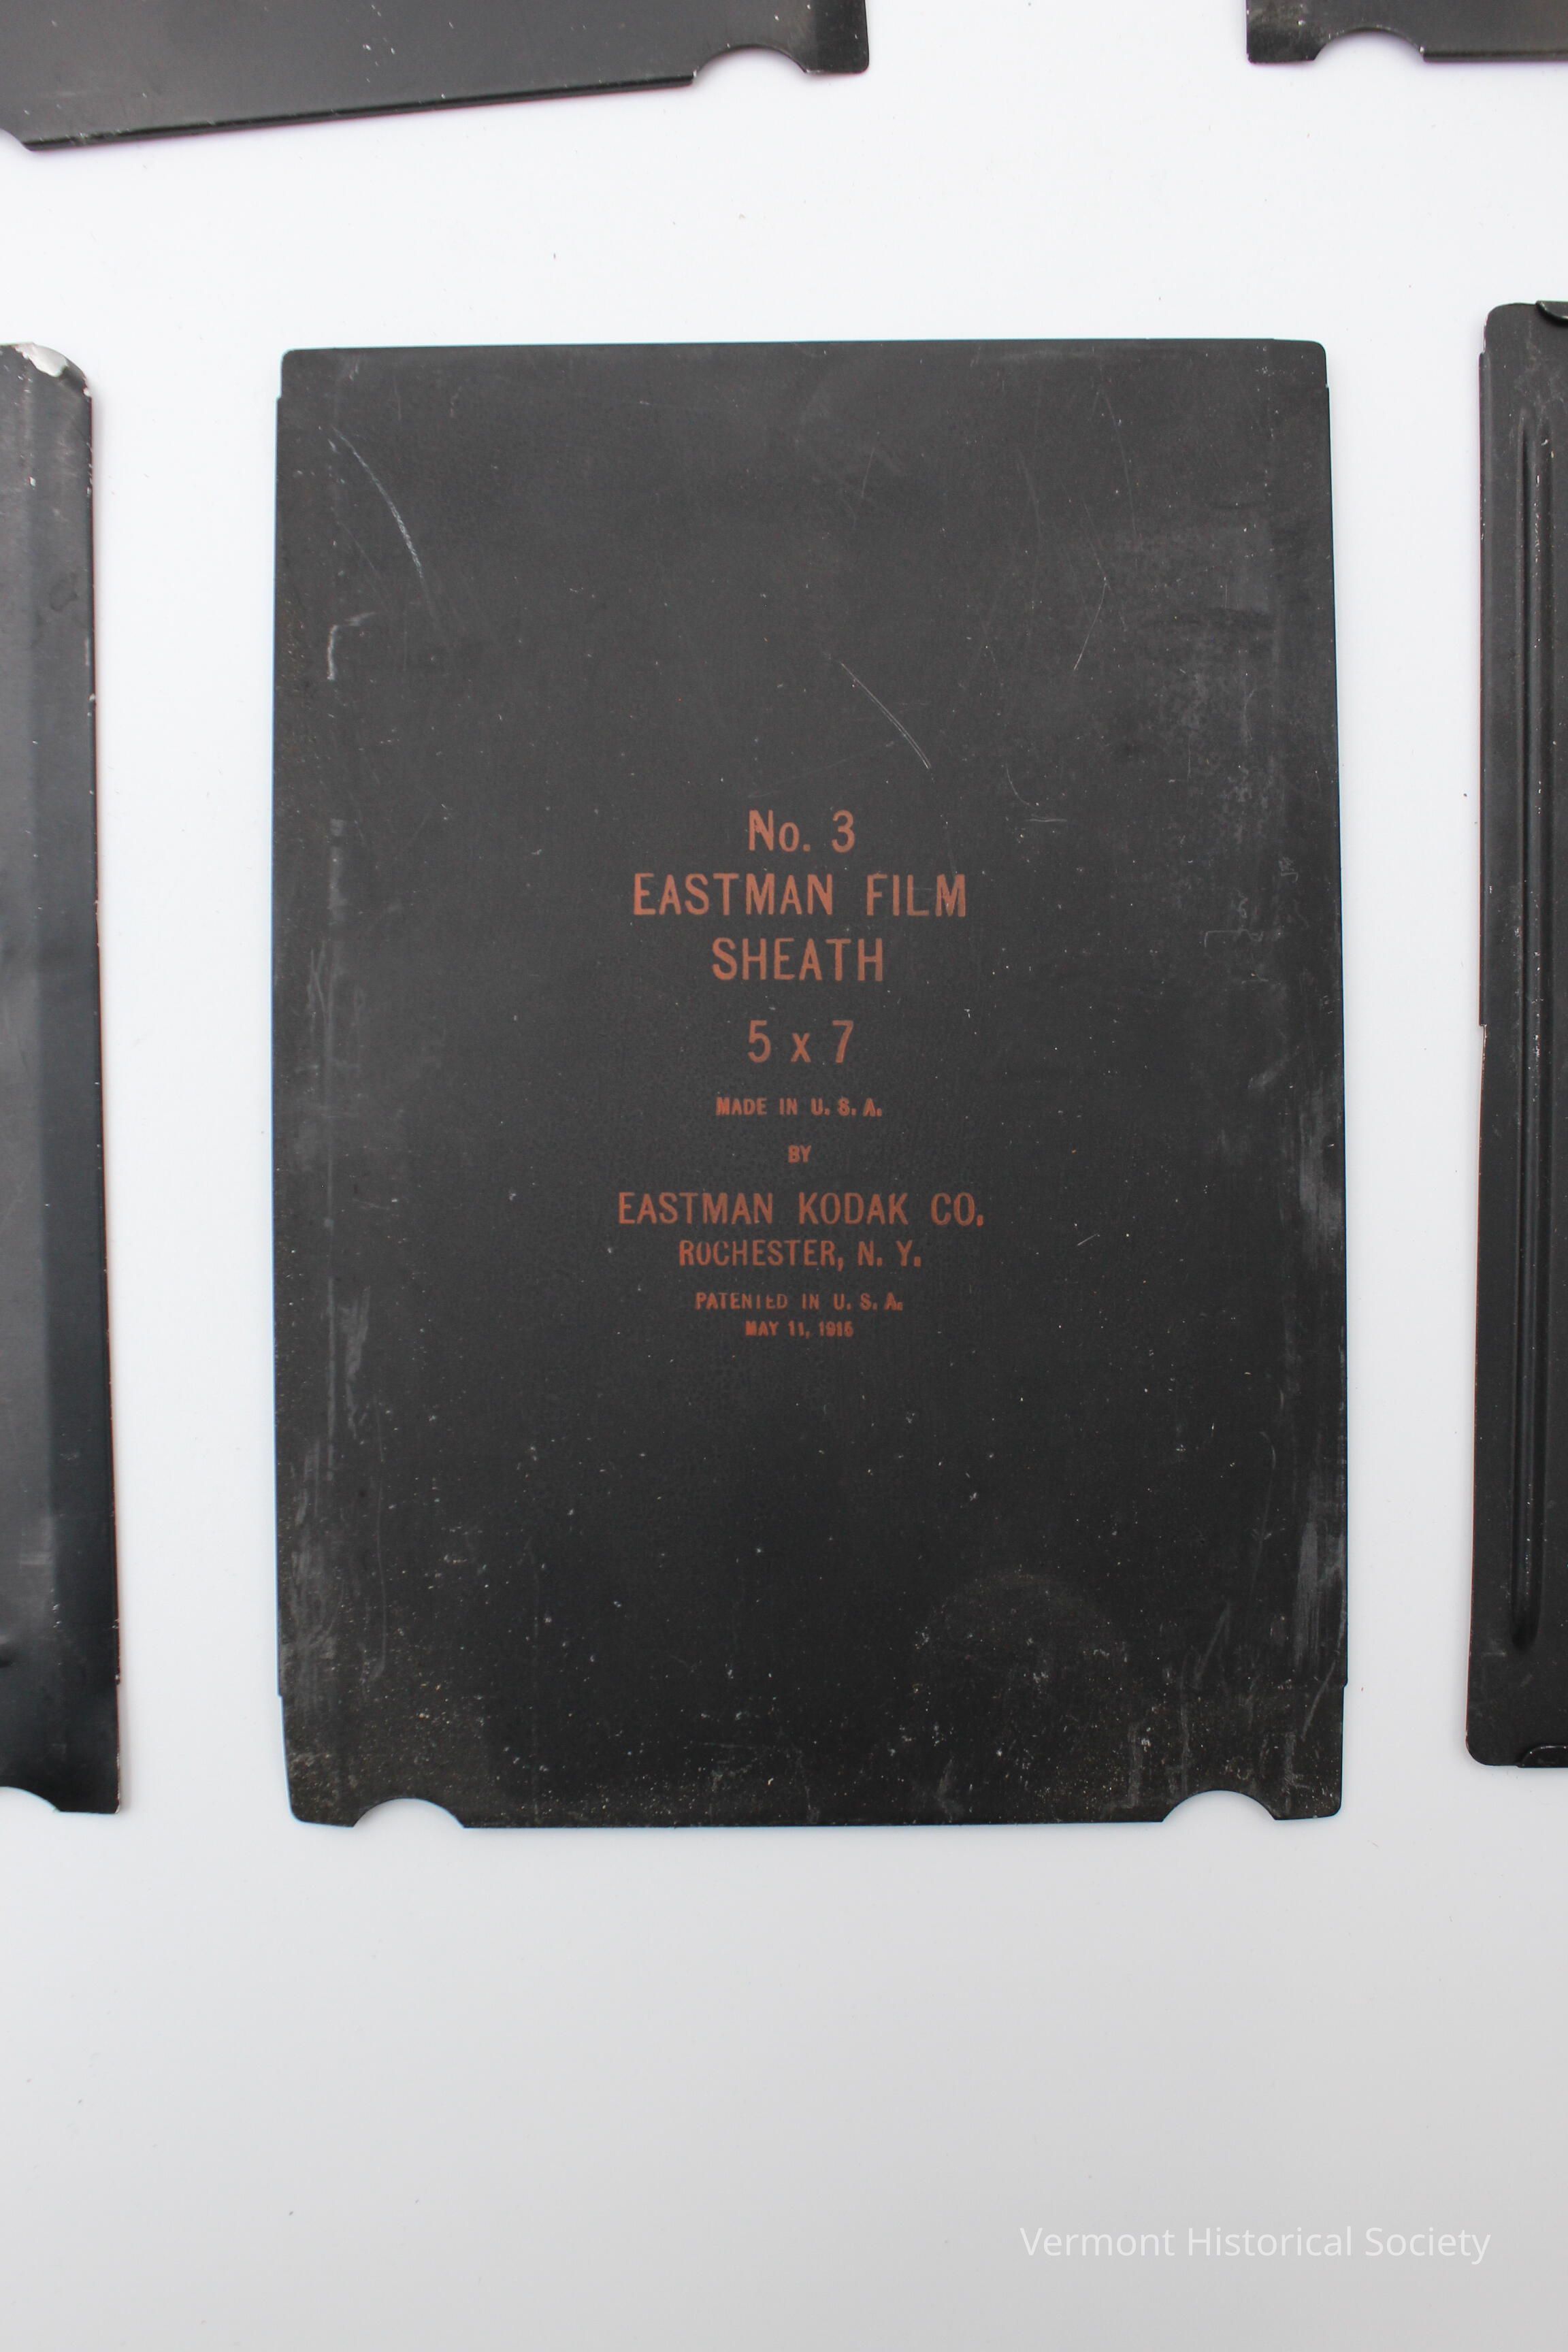 No. 3
EASTMAN FILM
SHEATH
5 x 7
MADE IN U. S. A.
BY
EASTMAN KODAK CO.
ROCHESTER, N. Y.
PATENTED IN U. S. A.
MAY 11, 1915
Vermont Historical Society